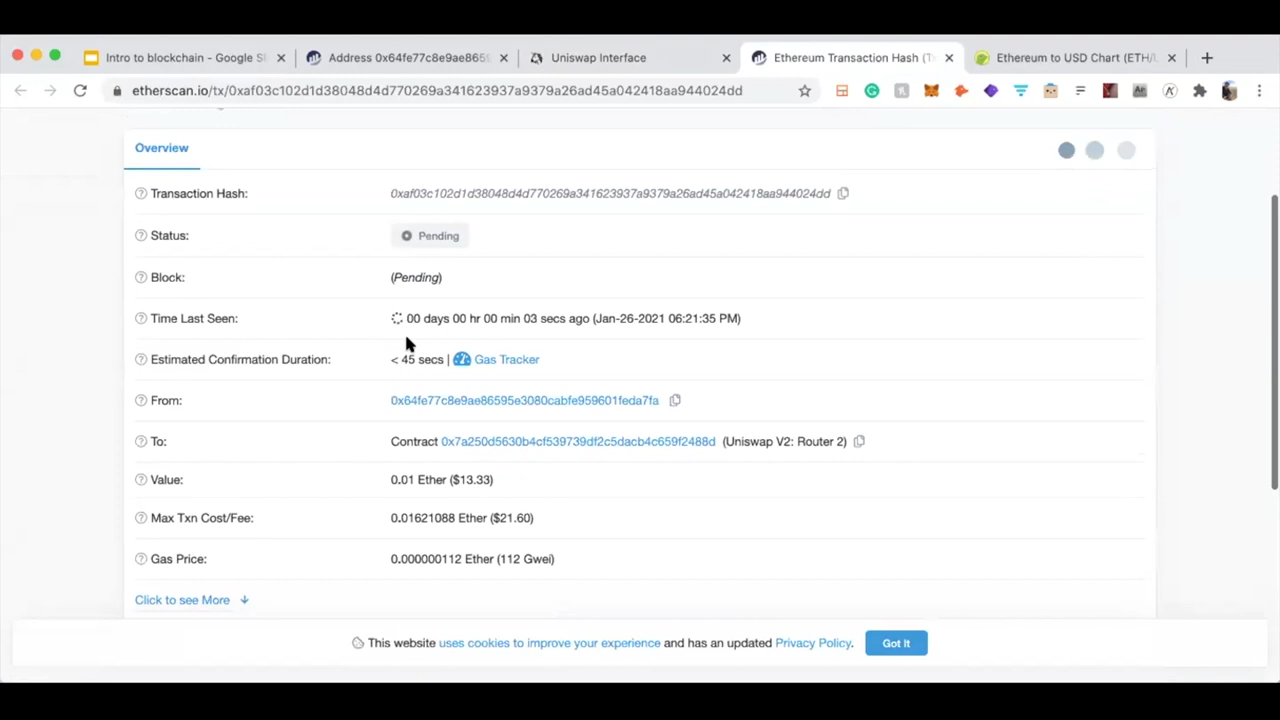 Intro to blockchain - Google Sl
Address 0x64fe77c8e9ae8659
Uniswap Interface
Ethereum Transaction Hash (T
Ethereum to USD Chart (ETH/
etherscan.io/tx/0xaf03c102d1d38048d4d770269a341623937a9379a26ad45a042418aa944024dd
Overview
Transaction Hash: 0xaf03c102d1d38048d4d770269a341623937a9379a26ad45a042418aa944024dd
Status: Pending
Block: (Pending)
Time Last Seen: 00 days 00 hr 00 min 03 secs ago (Jan-26-2021 06:21:35 PM)
Estimated Confirmation Duration: < 45 secs | Gas Tracker
From: 0x64fe77c8e9ae86595e3080cabfe959601feda7fa
To: Contract 0x7a250d5630b4cf539739df2c5dacb4c659f2488d (Uniswap V2: Router 2)
Value: 0.01 Ether ($13.33)
Max Txn Cost/Fee: 0.01621088 Ether ($21.60)
Gas Price: 0.000000112 Ether (112 Gwei)
Click to see More
This website uses cookies to improve your experience and has an updated Privacy Policy. Got It